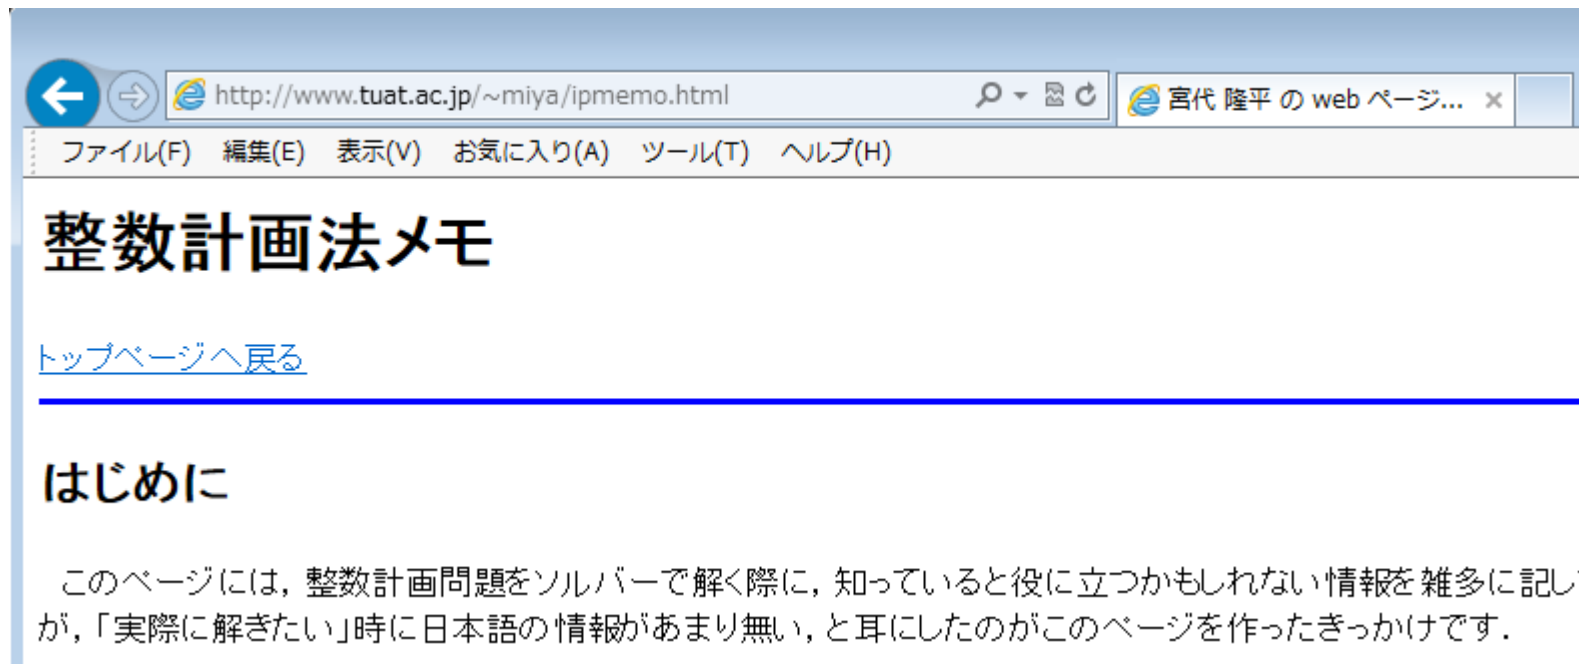 http://www.tuat.ac.jp/~miya/ipmemo.html
宮代 隆平 の web ページ...
ファイル(F) 編集(E) 表示(V) お気に入り(A) ツール(T) ヘルプ(H)
整数計画法メモ
トップページへ戻る
はじめに
このページには，整数計画問題をソルバーで解く際に，知っていると役に立つかもしれない情報を雑多に記し
が，「実際に解きたい」時に日本語の情報があまり無い，と耳にしたのがこのページを作ったきっかけです．